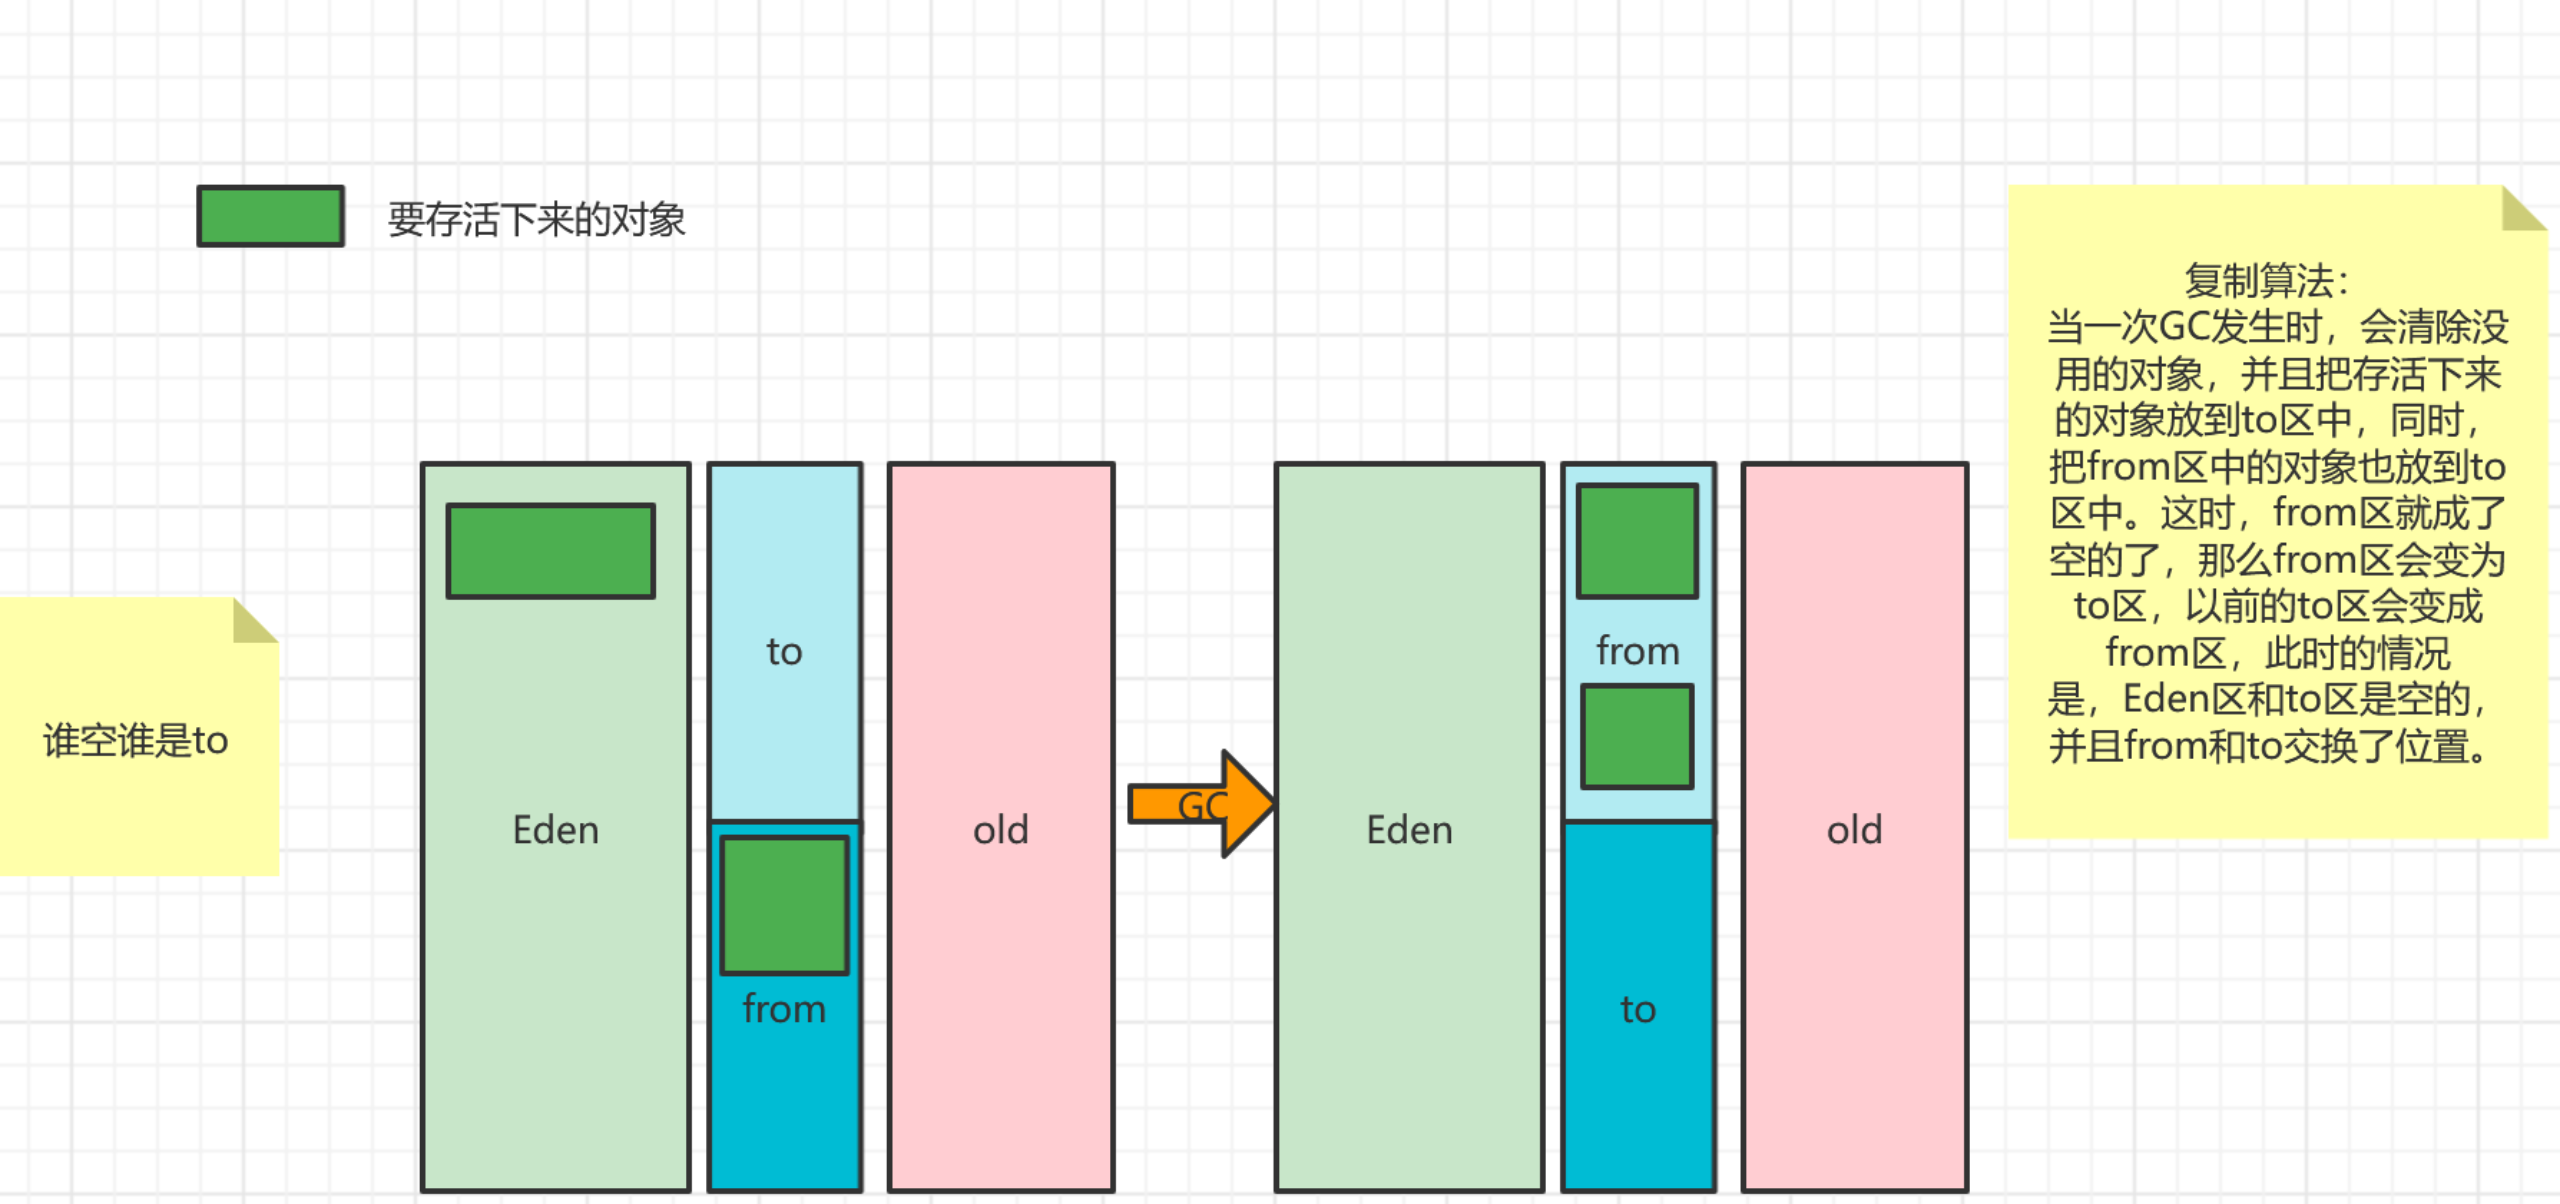 要存活下来的对象
谁空谁是to
Eden
to
from
old
GC
Eden
from
to
old
复制算法：
当一次GC发生时，会清除没
用的对象，并且把存活下来
的对象放到to区中，同时，
把from区中的对象也放到to
区中。这时，from区就成了
空的了，那么from区会变为
to区，以前的to区会变成
from区，此时的情况
是，Eden区和to区是空的，
并且from和to交换了位置。